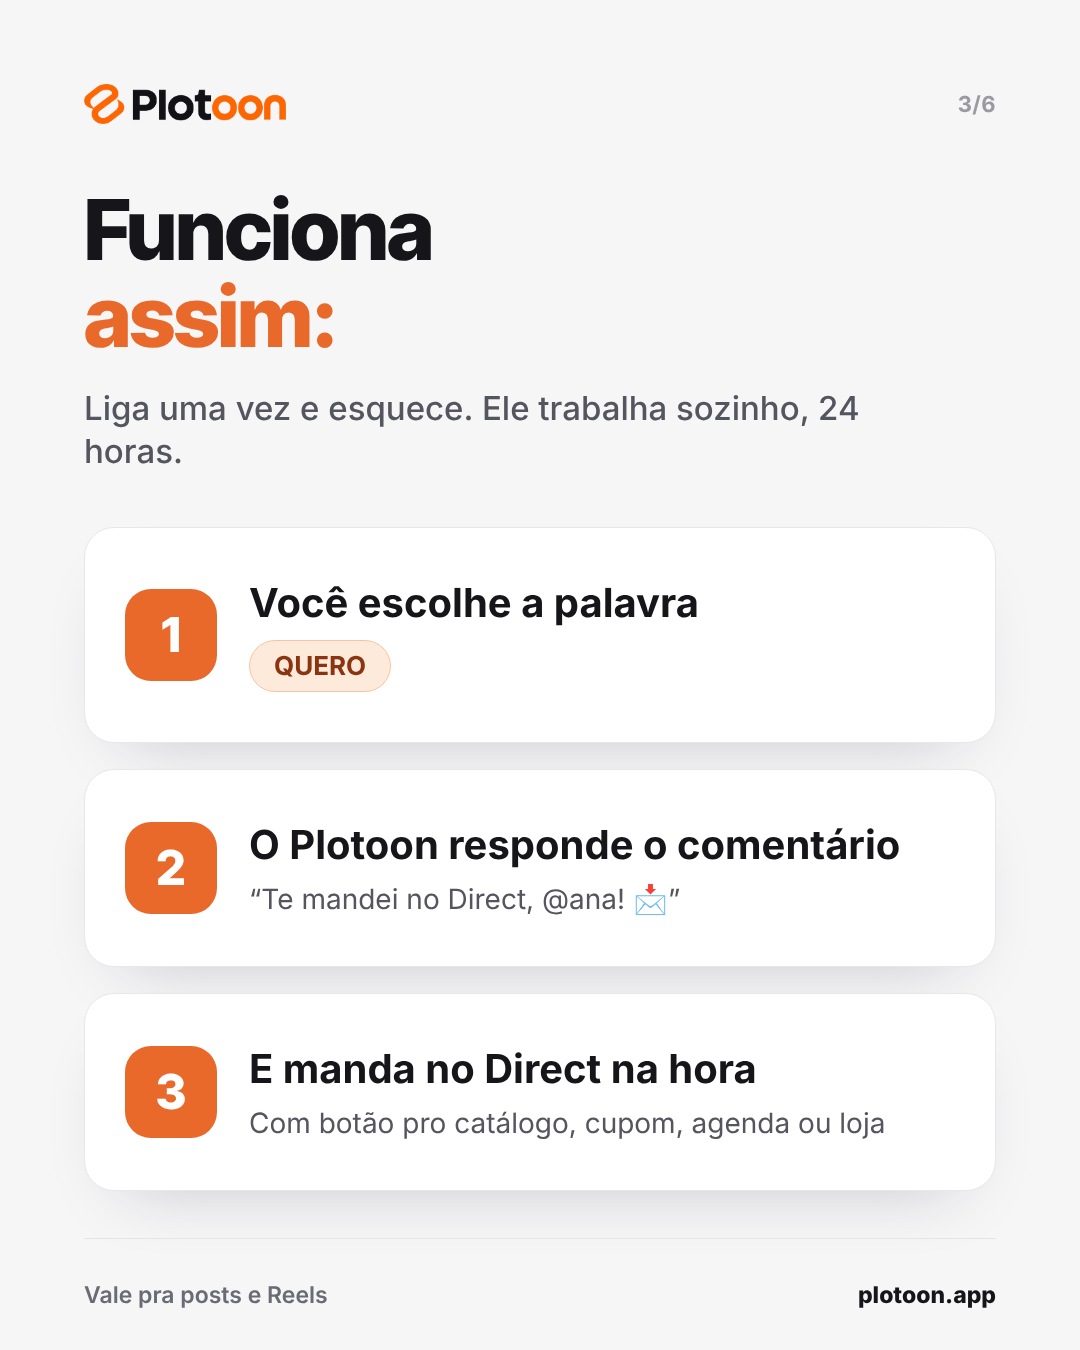 Plotoon
3/6
Funciona
assim:
Liga uma vez e esquece. Ele trabalha sozinho, 24
horas.
1
Você escolhe a palavra
QUERO
2
O Plotoon responde o comentário
“Te mandei no Direct, @ana! 📩”
3
E manda no Direct na hora
Com botão pro catálogo, cupom, agenda ou loja
Vale pra posts e Reels
plotoon.app